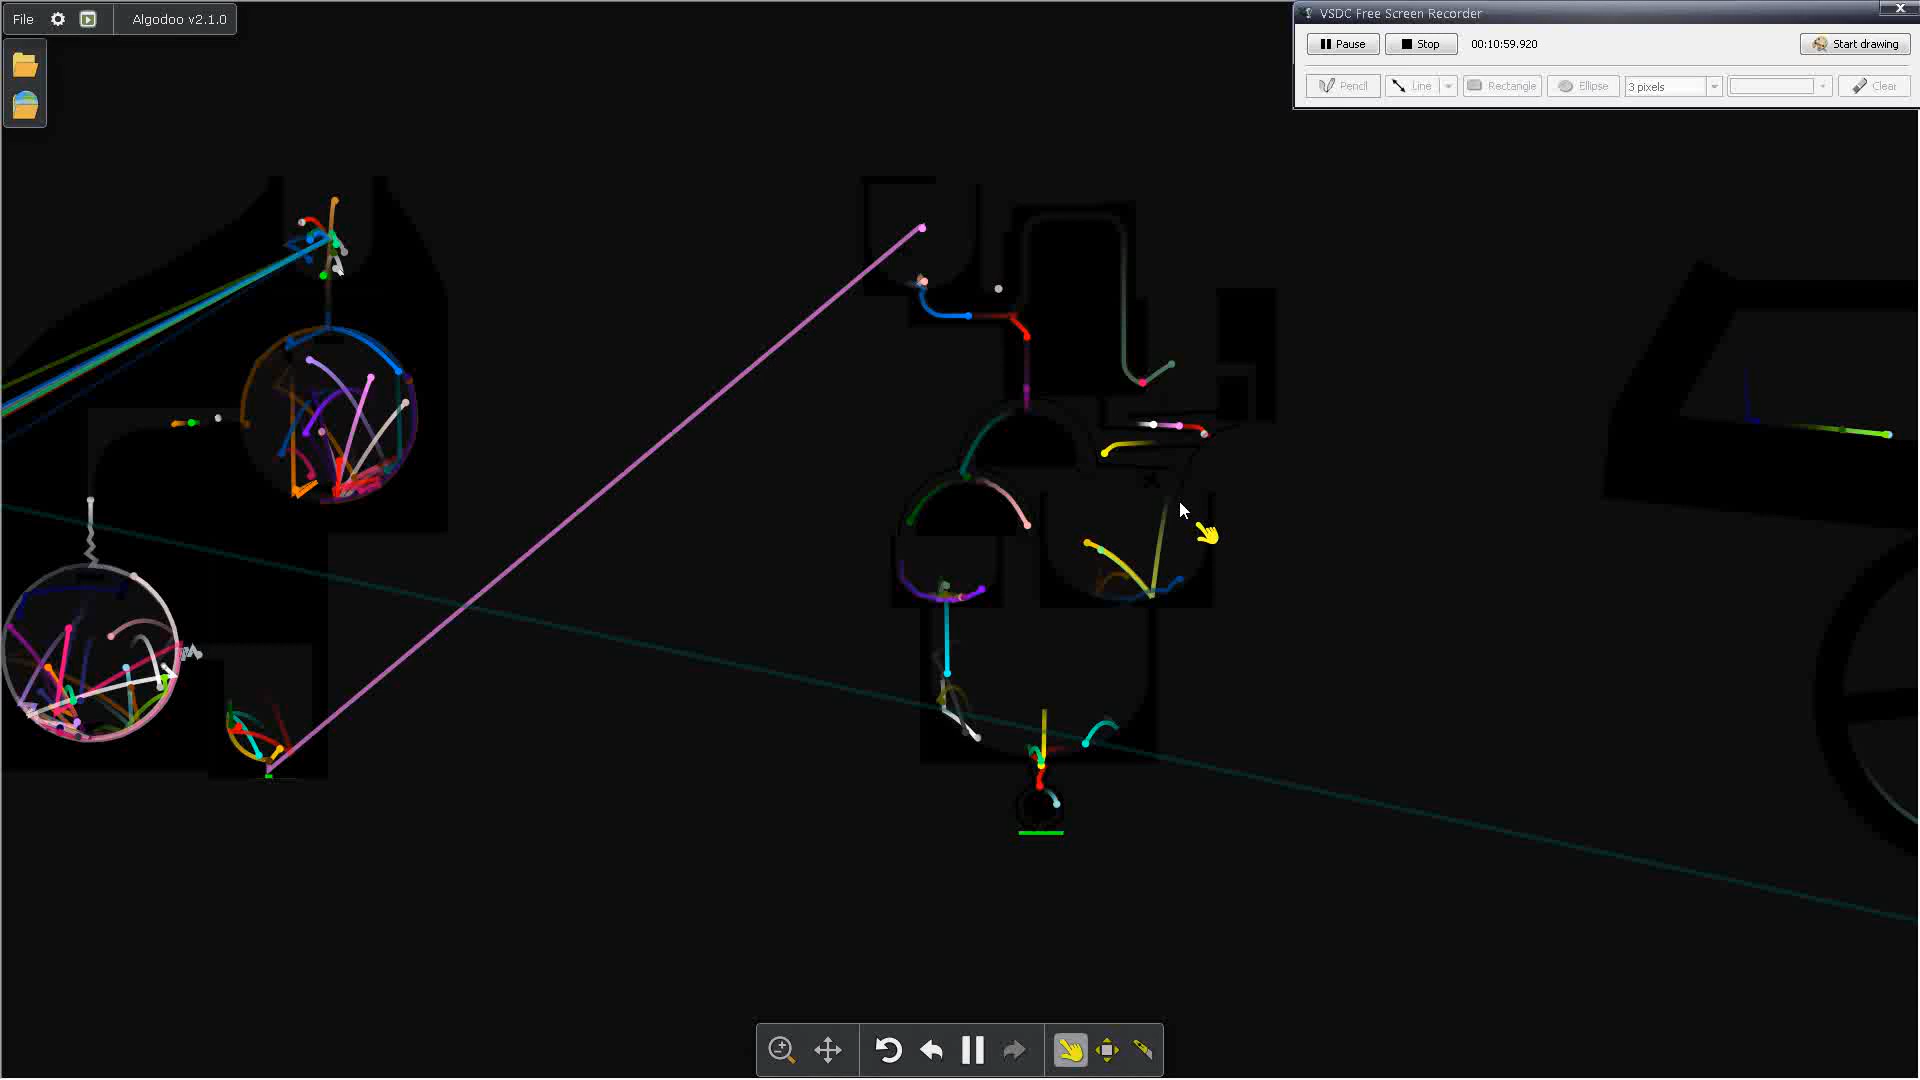 File Algodoo v2.1.0
VSDC Free Screen Recorder
Pause Stop 00:10:59.920 Start drawing
Pencil Line Rectangle Ellipse 3 pixels Clear